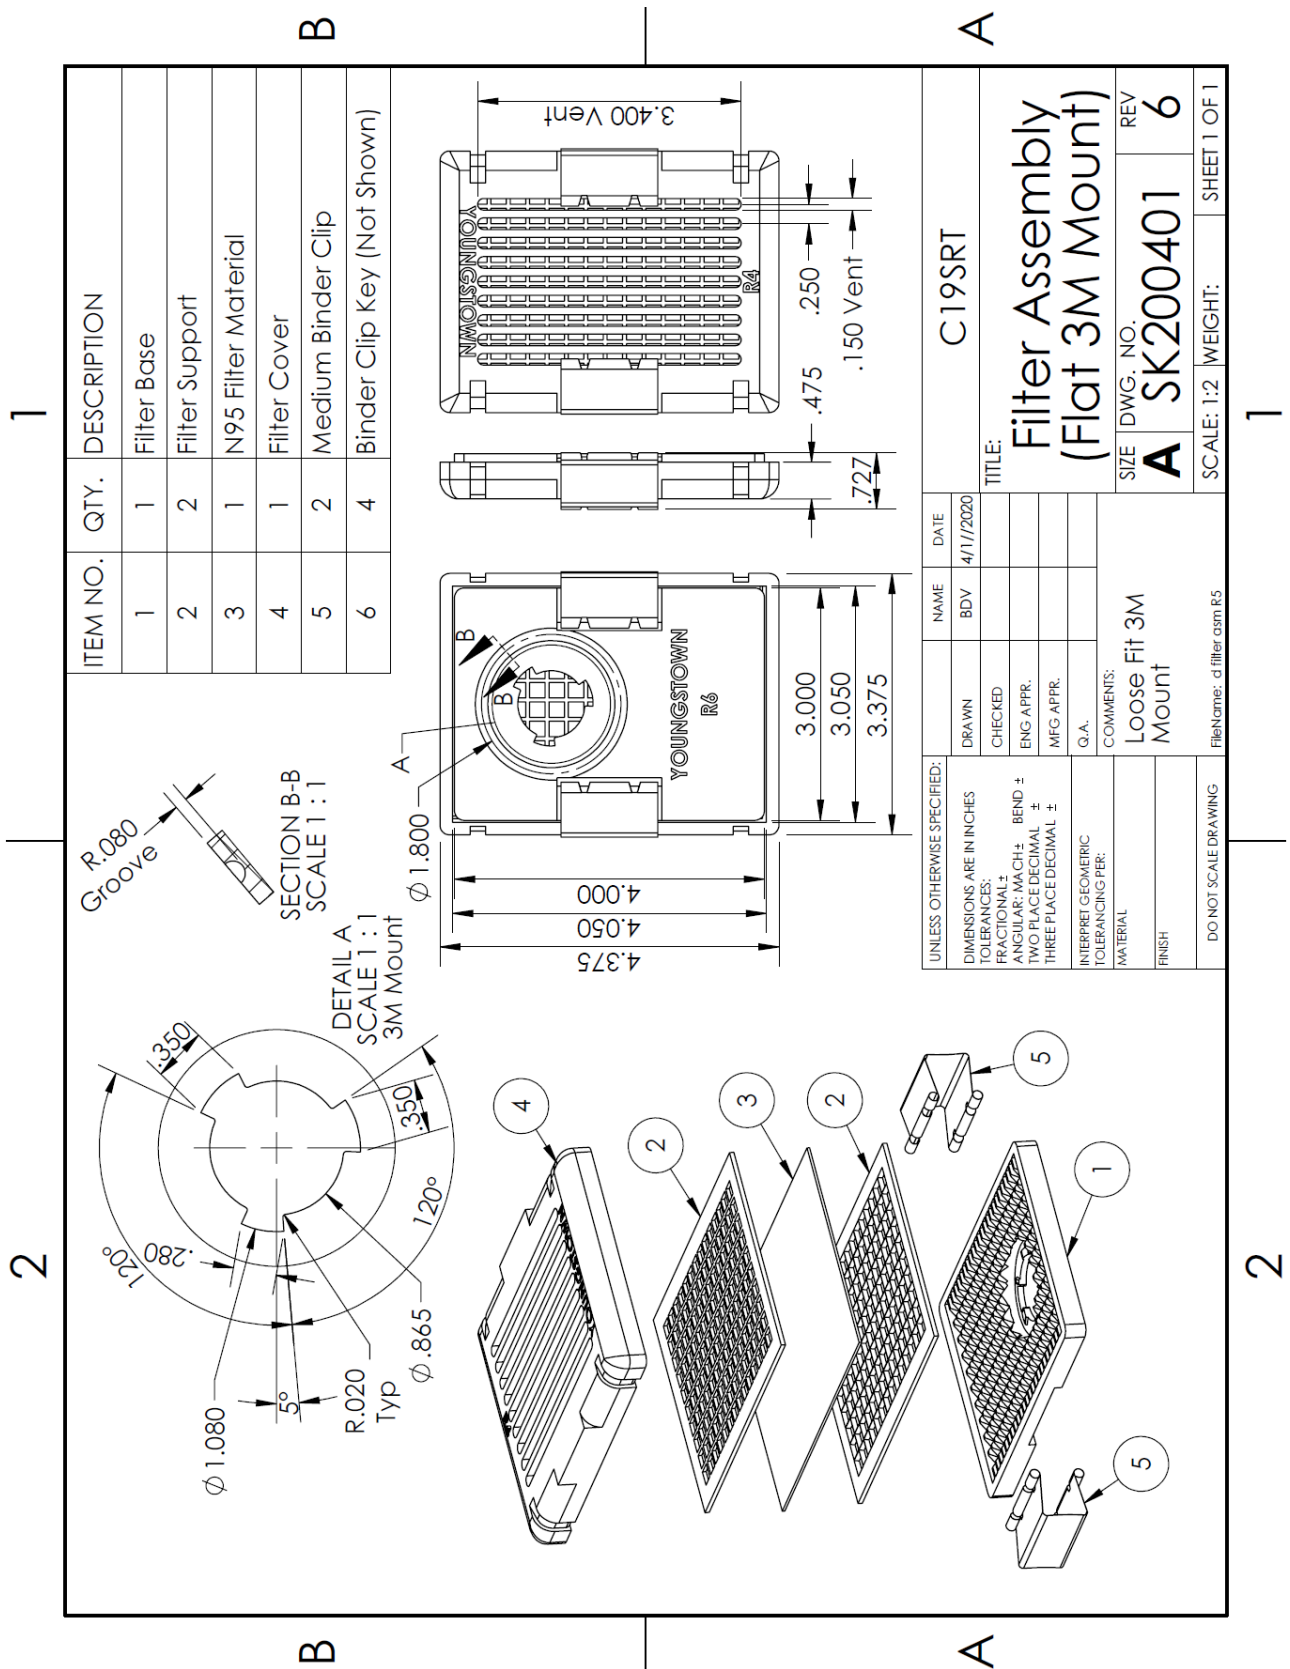 2
1
B
A
ITEM NO. QTY. DESCRIPTION
1 1 Filter Base
2 2 Filter Support
3 1 N95 Filter Material
4 1 Filter Cover
5 2 Medium Binder Clip
6 4 Binder Clip Key (Not Shown)
120°
.280
.350
.350
120°
Ø1.080
5°
R.020
Typ
Ø.865
DETAIL A
SCALE 1 : 1
3M Mount
R.080
Groove
SECTION B-B
SCALE 1 : 1
4
2
3
2
5
1
5
Ø1.800
A
B
B
YOUNGSTOWN
R6
4.000
4.050
4.375
3.000
3.050
3.375
.475
.727
YOUNGSTOWN
R4
3.400 Vent
.250
.150 Vent
UNLESS OTHERWISE SPECIFIED:
DIMENSIONS ARE IN INCHES
TOLERANCES:
FRACTIONAL±
ANGULAR: MACH± BEND ±
TWO PLACE DECIMAL ±
THREE PLACE DECIMAL ±
INTERPRET GEOMETRIC
TOLERANCING PER:
MATERIAL
FINISH
DO NOT SCALE DRAWING
NAME DATE
DRAWN BDV 4/1//2020
CHECKED
ENG APPR.
MFG APPR.
Q.A.
COMMENTS:
Loose Fit 3M
Mount
FileName: d filter asm R5
C19SRT
TITLE:
Filter Assembly
(Flat 3M Mount)
SIZE DWG. NO. REV
A SK200401 6
SCALE: 1:2 WEIGHT: SHEET 1 OF 1
B
A
2
1